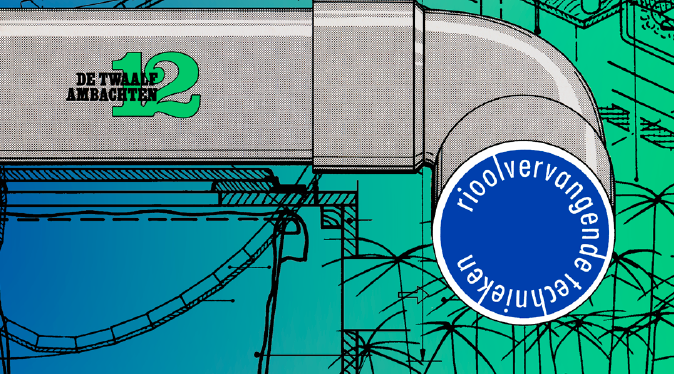 12
DE TWAALF
AMBACHTEN
rioolvervangende technieken